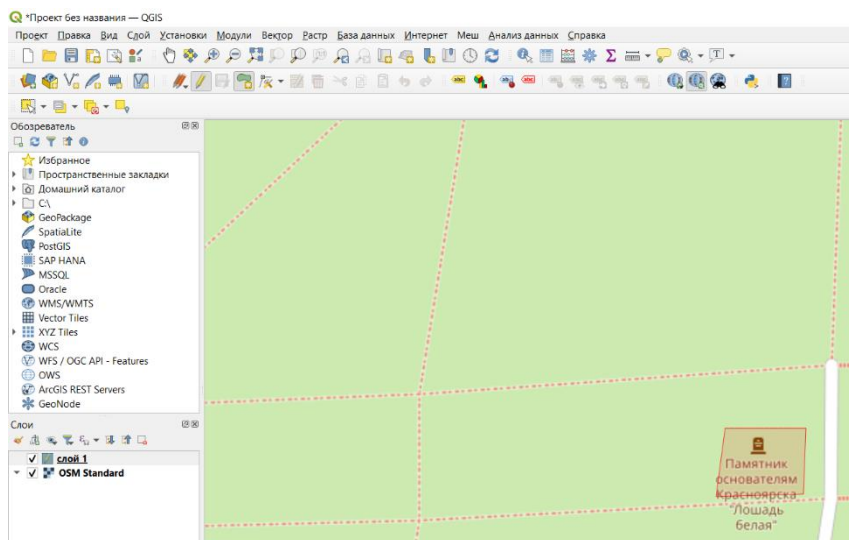 *Проект без названия — QGIS
Проект Правка Вид Слой Установки Модули Вектор Растр База данных Интернет Меш Анализ данных Справка
Обозреватель
Избранное
Пространственные закладки
Домашний каталог
C:\
GeoPackage
SpatiaLite
PostGIS
SAP HANA
MSSQL
Oracle
WMS/WMTS
Vector Tiles
XYZ Tiles
WCS
WFS / OGC API - Features
OWS
ArcGIS REST Servers
GeoNode
Слои
слой 1
OSM Standard
Памятник
основателям
Красноярска
"Лошадь
белая"